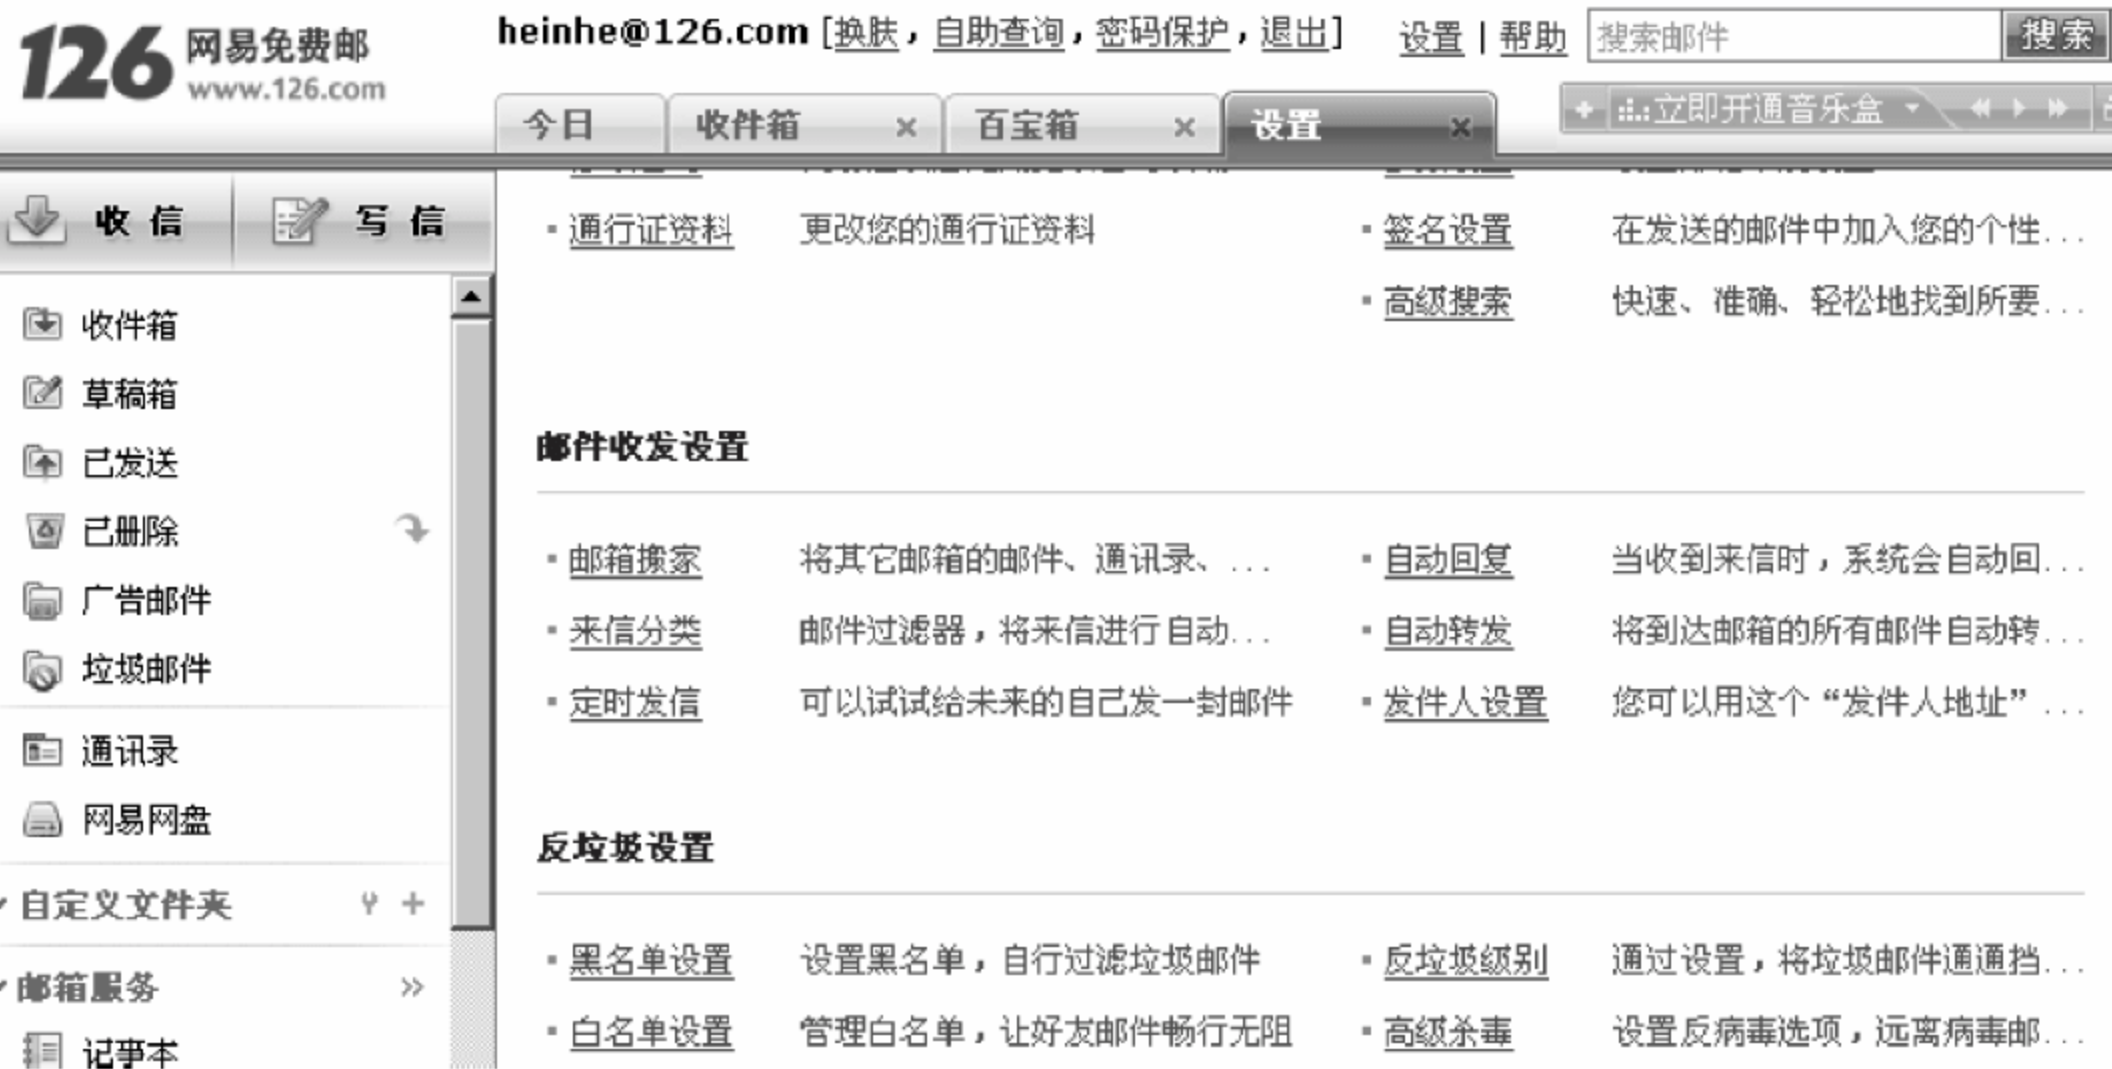 126 网易免费邮
www.126.com
heinhe@126.com [换肤，自助查询，密码保护，退出]
设置 | 帮助
搜索邮件
搜索
今日
收件箱
百宝箱
设置
立即开通音乐盒
收 信
写 信
收件箱
草稿箱
已发送
已删除
广告邮件
垃圾邮件
通讯录
网易网盘
自定义文件夹
邮箱服务
记事本
通行证资料 更改您的通行证资料
签名设置 在发送的邮件中加入您的个性...
高级搜索 快速、准确、轻松地找到所要...
邮件收发设置
邮箱搬家 将其它邮箱的邮件、通讯录、...
自动回复 当收到来信时，系统会自动回...
来信分类 邮件过滤器，将来信进行自动...
自动转发 将到达邮箱的所有邮件自动转...
定时发信 可以试试给未来的自己发一封邮件
发件人设置 您可以用这个“发件人地址”...
反垃圾设置
黑名单设置 设置黑名单，自行过滤垃圾邮件
反垃圾级别 通过设置，将垃圾邮件通通挡...
白名单设置 管理白名单，让好友邮件畅行无阻
高级杀毒 设置反病毒选项，远离病毒邮...